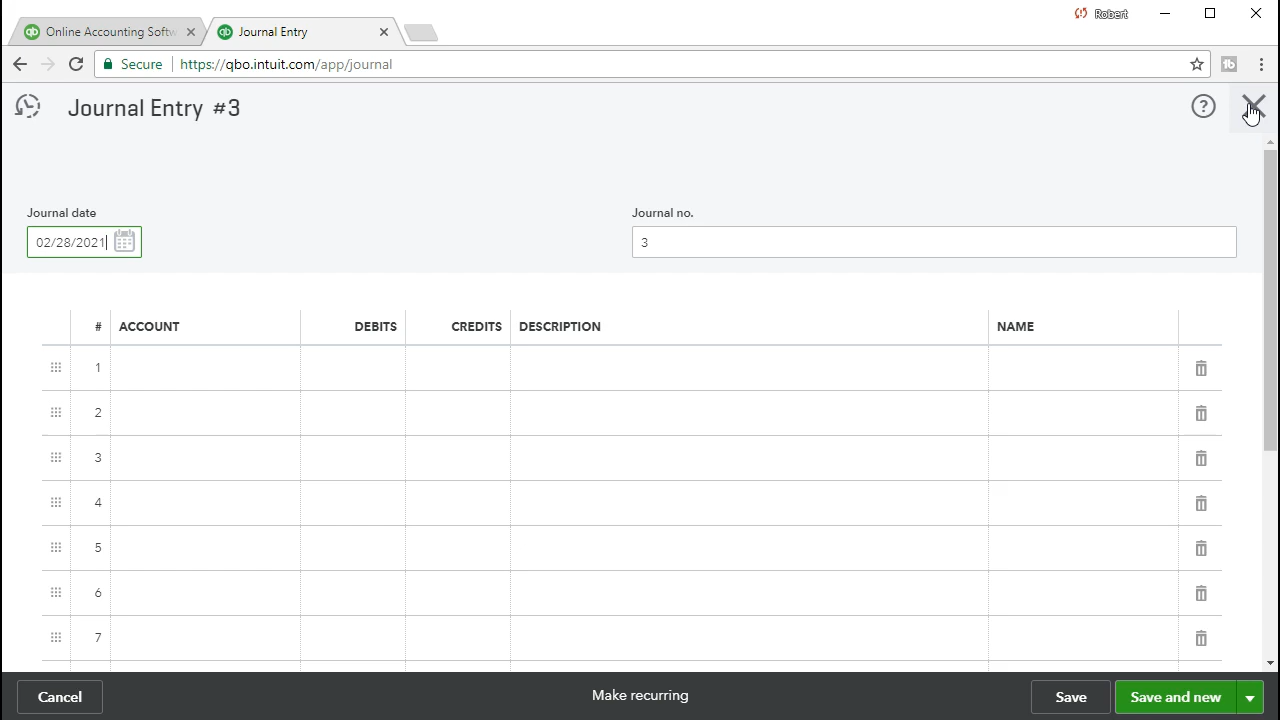 Robert
Online Accounting Softw
Journal Entry
Secure
https://qbo.intuit.com/app/journal
Journal Entry #3
Journal date
Journal no.
02/28/2021
3
# ACCOUNT DEBITS CREDITS DESCRIPTION NAME
1
2
3
4
5
6
7
Cancel Make recurring Save Save and new